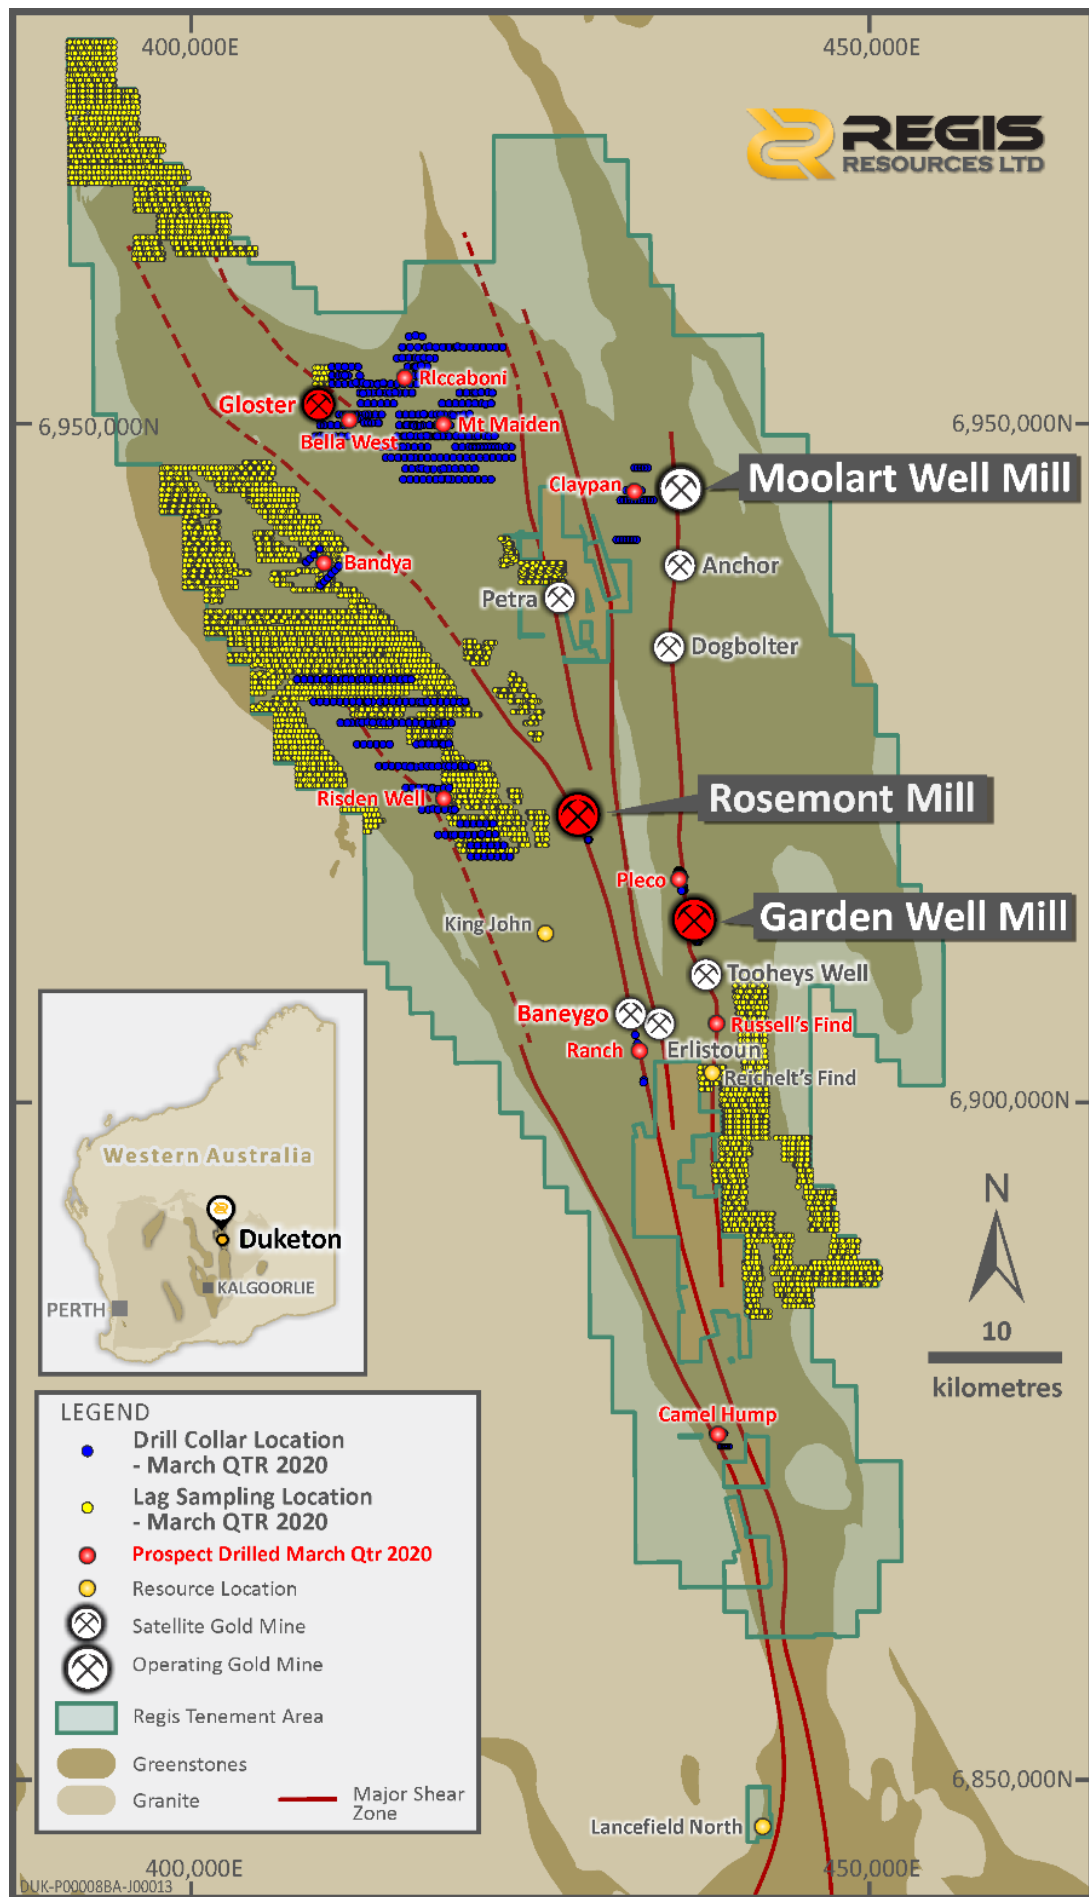 400,000E
450,000E
REGIS
RESOURCES LTD
RIccaboni
Gloster
6,950,000N
Bella West
Mt Maiden
6,950,000N
Claypan
Moolart Well Mill
Bandya
Anchor
Petra
Dogbolter
Risden Well
Rosemont Mill
Pleco
Garden Well Mill
King John
Tooheys Well
Baneygo
Russell's Find
Ranch
Erlistoun
Reichelt's Find
6,900,000N
Western Australia
Duketon
KALGOORLIE
PERTH
N
10
kilometres
Camel Hump
LEGEND
Drill Collar Location
- March QTR 2020
Lag Sampling Location
- March QTR 2020
Prospect Drilled March Qtr 2020
Resource Location
Satellite Gold Mine
Operating Gold Mine
Regis Tenement Area
Greenstones
Granite
Major Shear
Zone
6,850,000N
Lancefield North
400,000E
450,000E
DUK-P00008BA-J00013